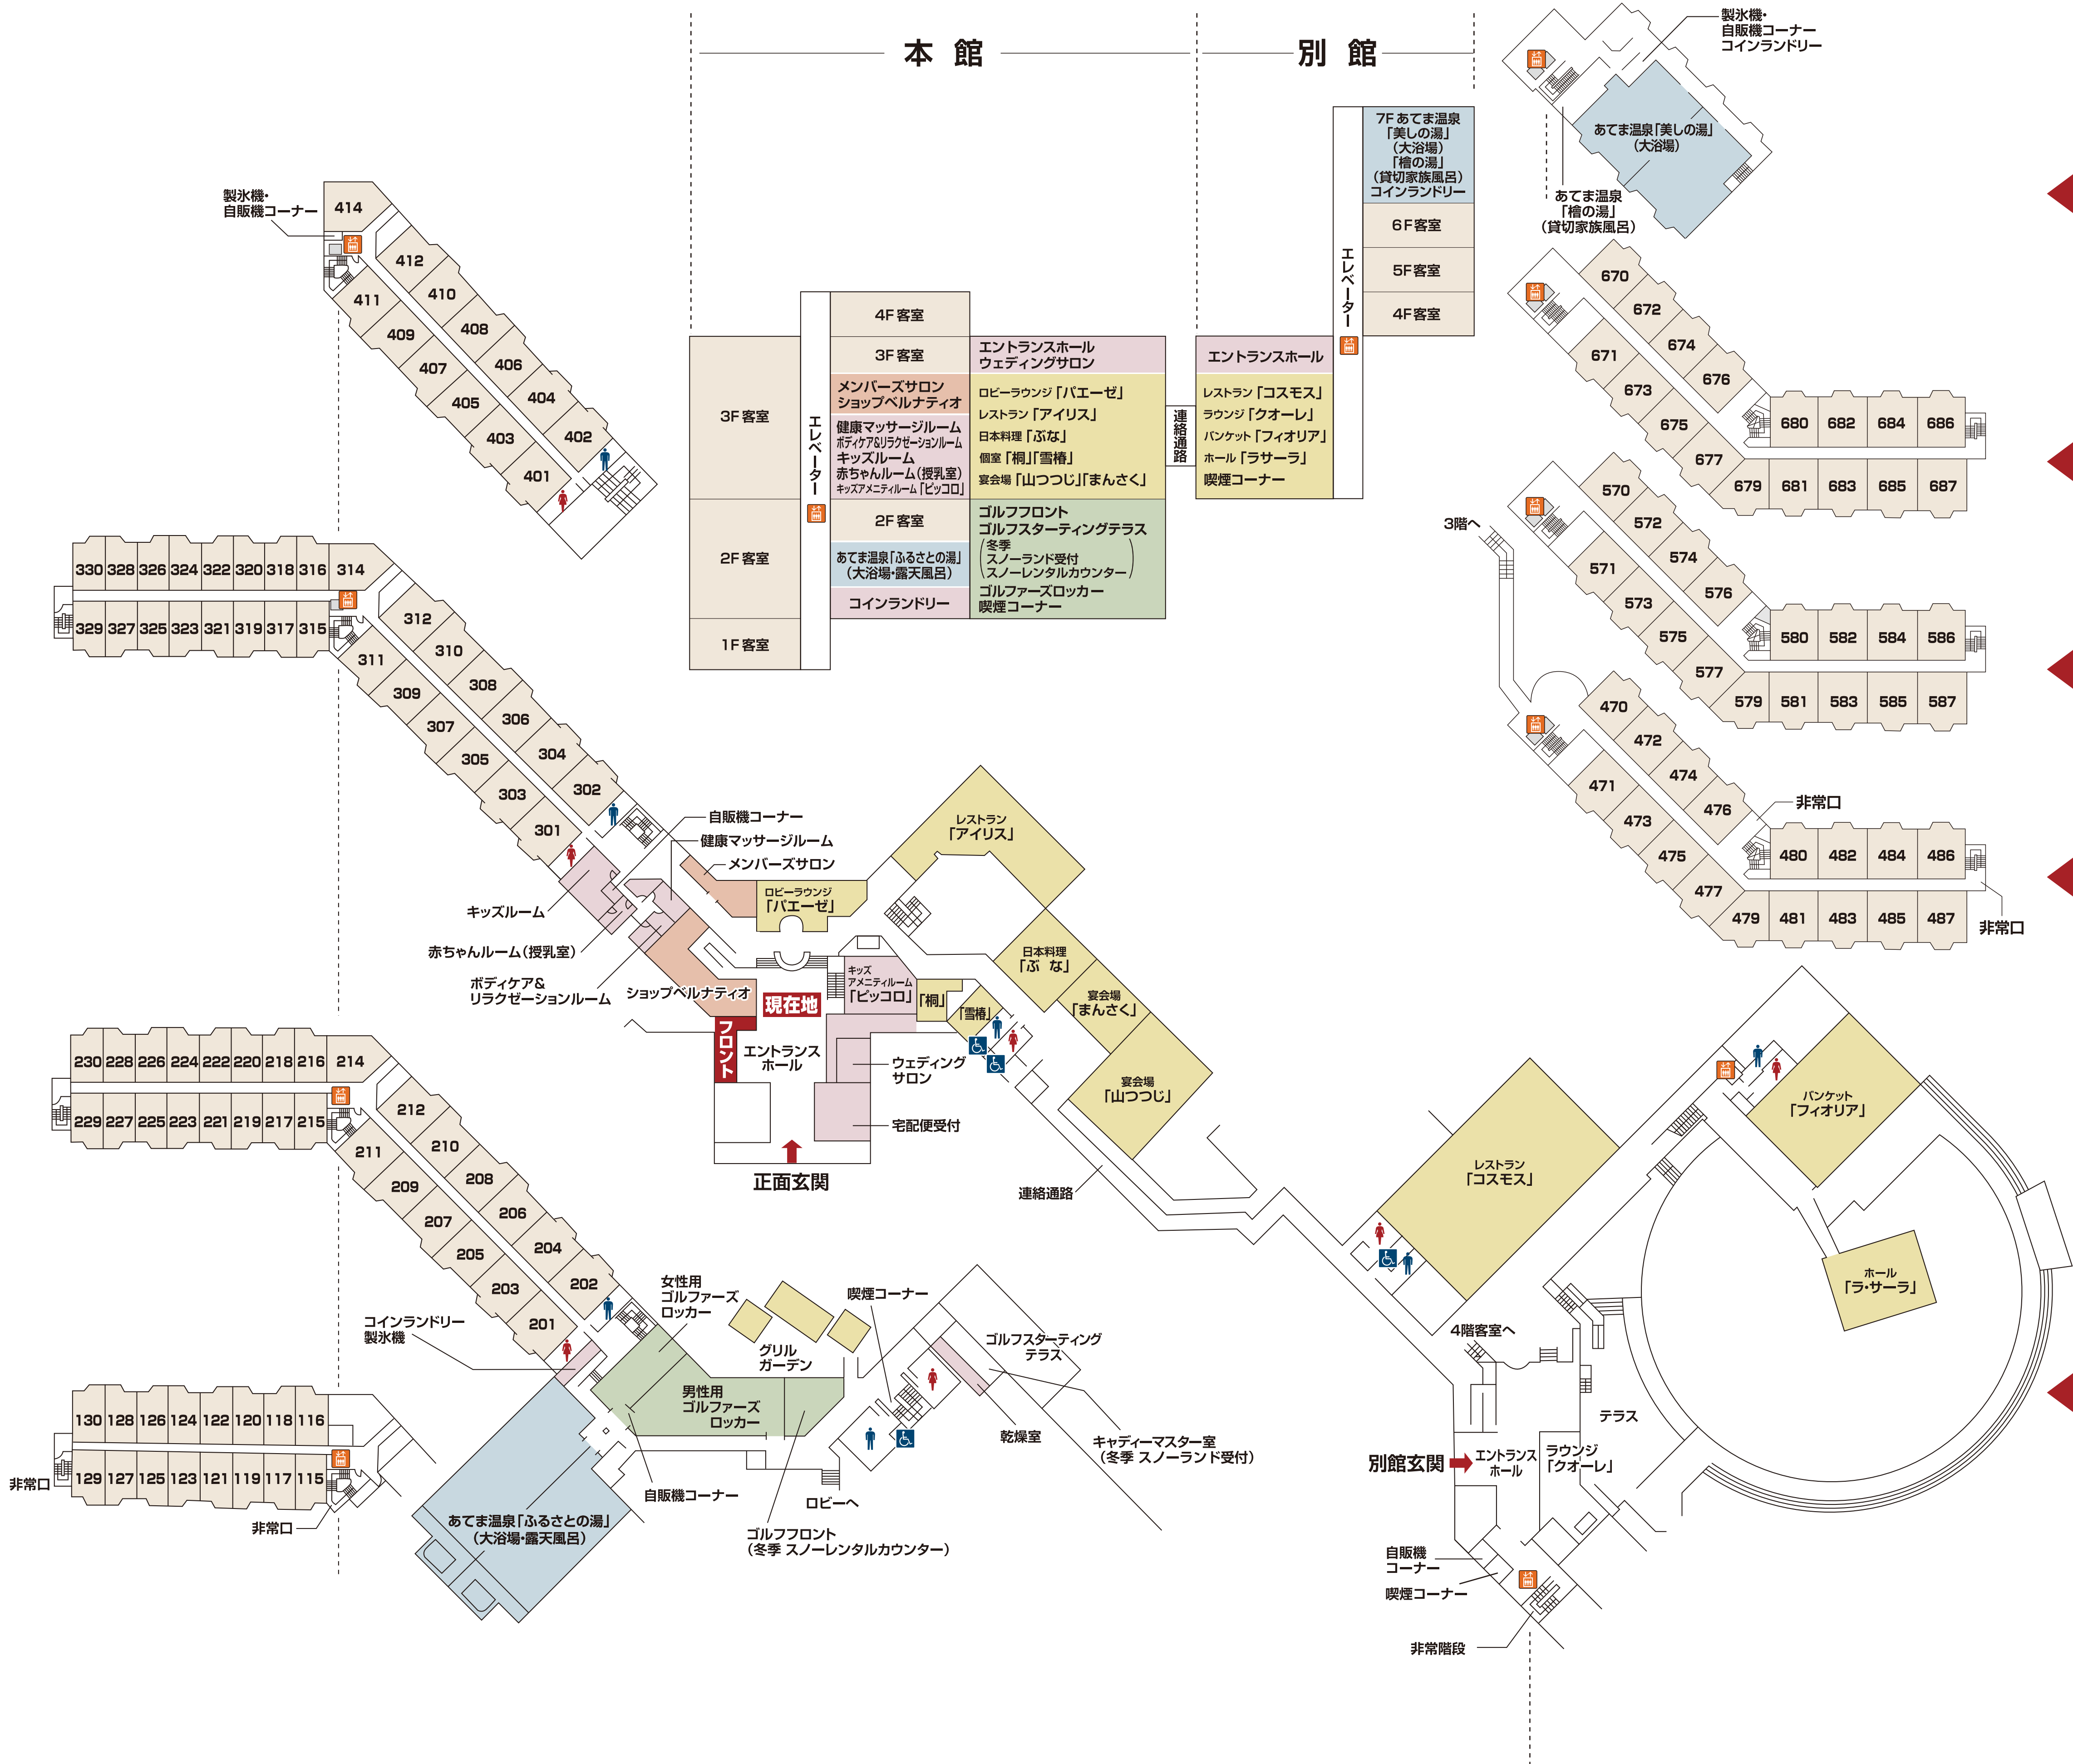 本館
別館
7F あてま温泉
「美しの湯」
(大浴場)
「檜の湯」
(貸切家族風呂)
コインランドリー
6F客室
5F客室
4F客室
エレベーター
4F客室
3F客室
メンバーズサロン
ショップベルナティオ
健康マッサージルーム
ボディケア&リラクゼーションルーム
キッズルーム
赤ちゃんルーム(授乳室)
キッズアメニティルーム「ピッコロ」
2F客室
あてま温泉「ふるさとの湯」
(大浴場・露天風呂)
コインランドリー
エントランスホール
ウェディングサロン
ロビーラウンジ「パエーゼ」
レストラン「アイリス」
日本料理「ぶな」
個室「桐」「雪椿」
宴会場「山つつじ」「まんさく」
ゴルフフロント
ゴルフスターティングテラス
(冬季
スノーランド受付
スノーレンタルカウンター)
ゴルファーズロッカー
喫煙コーナー
連絡通路
エントランスホール
レストラン「コスモス」
ラウンジ「クオーレ」
バンケット「フィオリア」
ホール「ラサーラ」
喫煙コーナー
3F客室
2F客室
1F客室
エレベーター
製氷機・
自販機コーナー
コインランドリー
あてま温泉「美しの湯」
(大浴場)
あてま温泉
「檜の湯」
(貸切家族風呂)
670
672
674
676
671
673
675
677
680 682 684 686
679 681 683 685 687
570
572
574
576
571
573
575
577
580 582 584 586
579 581 583 585 587
3階へ
470
472
474
476
471
473
475
477
非常口
480 482 484 486
479 481 483 485 487
非常口
製氷機・
自販機コーナー
414
412
410
408
406
404
402
411
409
407
405
403
401
330 328 326 324 322 320 318 316 314
329 327 325 323 321 319 317 315
312
310
308
306
304
302
311
309
307
305
303
301
自販機コーナー
健康マッサージルーム
メンバーズサロン
キッズルーム
赤ちゃんルーム(授乳室)
ボディケア&
リラクゼーションルーム
ショップベルナティオ
ロビーラウンジ
「パエーゼ」
レストラン
「アイリス」
日本料理
「ぶな」
宴会場
「まんさく」
宴会場
「山つつじ」
キッズ
アメニティルーム
「ピッコロ」
「桐」
「雪椿」
現在地
フロント
エントランス
ホール
ウェディング
サロン
宅配便受付
正面玄関
連絡通路
230 228 226 224 222 220 218 216 214
229 227 225 223 221 219 217 215
212
210
208
206
204
202
211
209
207
205
203
201
コインランドリー
製氷機
女性用
ゴルファーズ
ロッカー
グリル
ガーデン
喫煙コーナー
男性用
ゴルファーズ
ロッカー
ゴルフスターティング
テラス
乾燥室
キャディーマスター室
(冬季 スノーランド受付)
ロビーへ
自販機コーナー
ゴルフフロント
(冬季 スノーレンタルカウンター)
あてま温泉「ふるさとの湯」
(大浴場・露天風呂)
130 128 126 124 122 120 118 116
129 127 125 123 121 119 117 115
非常口
非常口
レストラン
「コスモス」
バンケット
「フィオリア」
ホール
「ラ・サーラ」
4階客室へ
テラス
別館玄関
エントランス
ホール
ラウンジ
「クオーレ」
自販機
コーナー
喫煙コーナー
非常階段